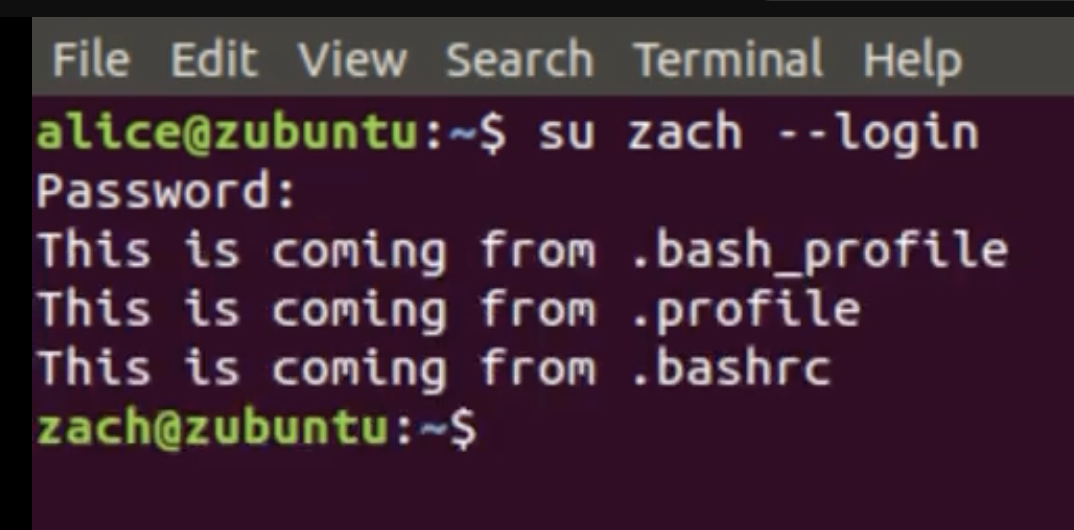 File Edit View Search Terminal Help
alice@zubuntu:~$ su zach --login
Password:
This is coming from .bash_profile
This is coming from .profile
This is coming from .bashrc
zach@zubuntu:~$